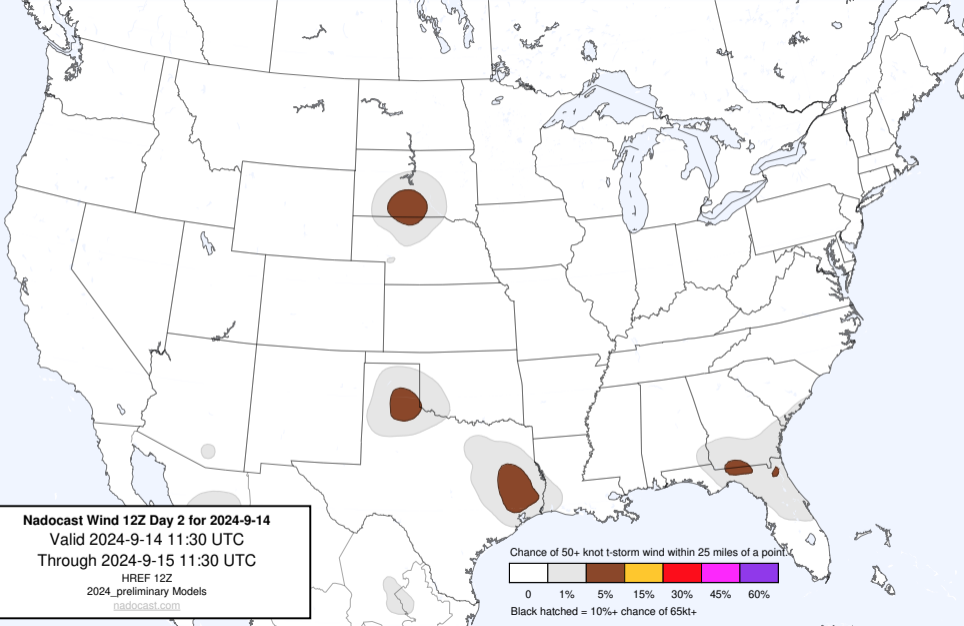 Nadocast Wind 12Z Day 2 for 2024-9-14
Valid 2024-9-14 11:30 UTC
Through 2024-9-15 11:30 UTC
HREF 12Z
2024_preliminary Models
nadocast.com
Chance of 50+ knot t-storm wind within 25 miles of a point.
0 1% 5% 15% 30% 45% 60%
Black hatched = 10%+ chance of 65kt+